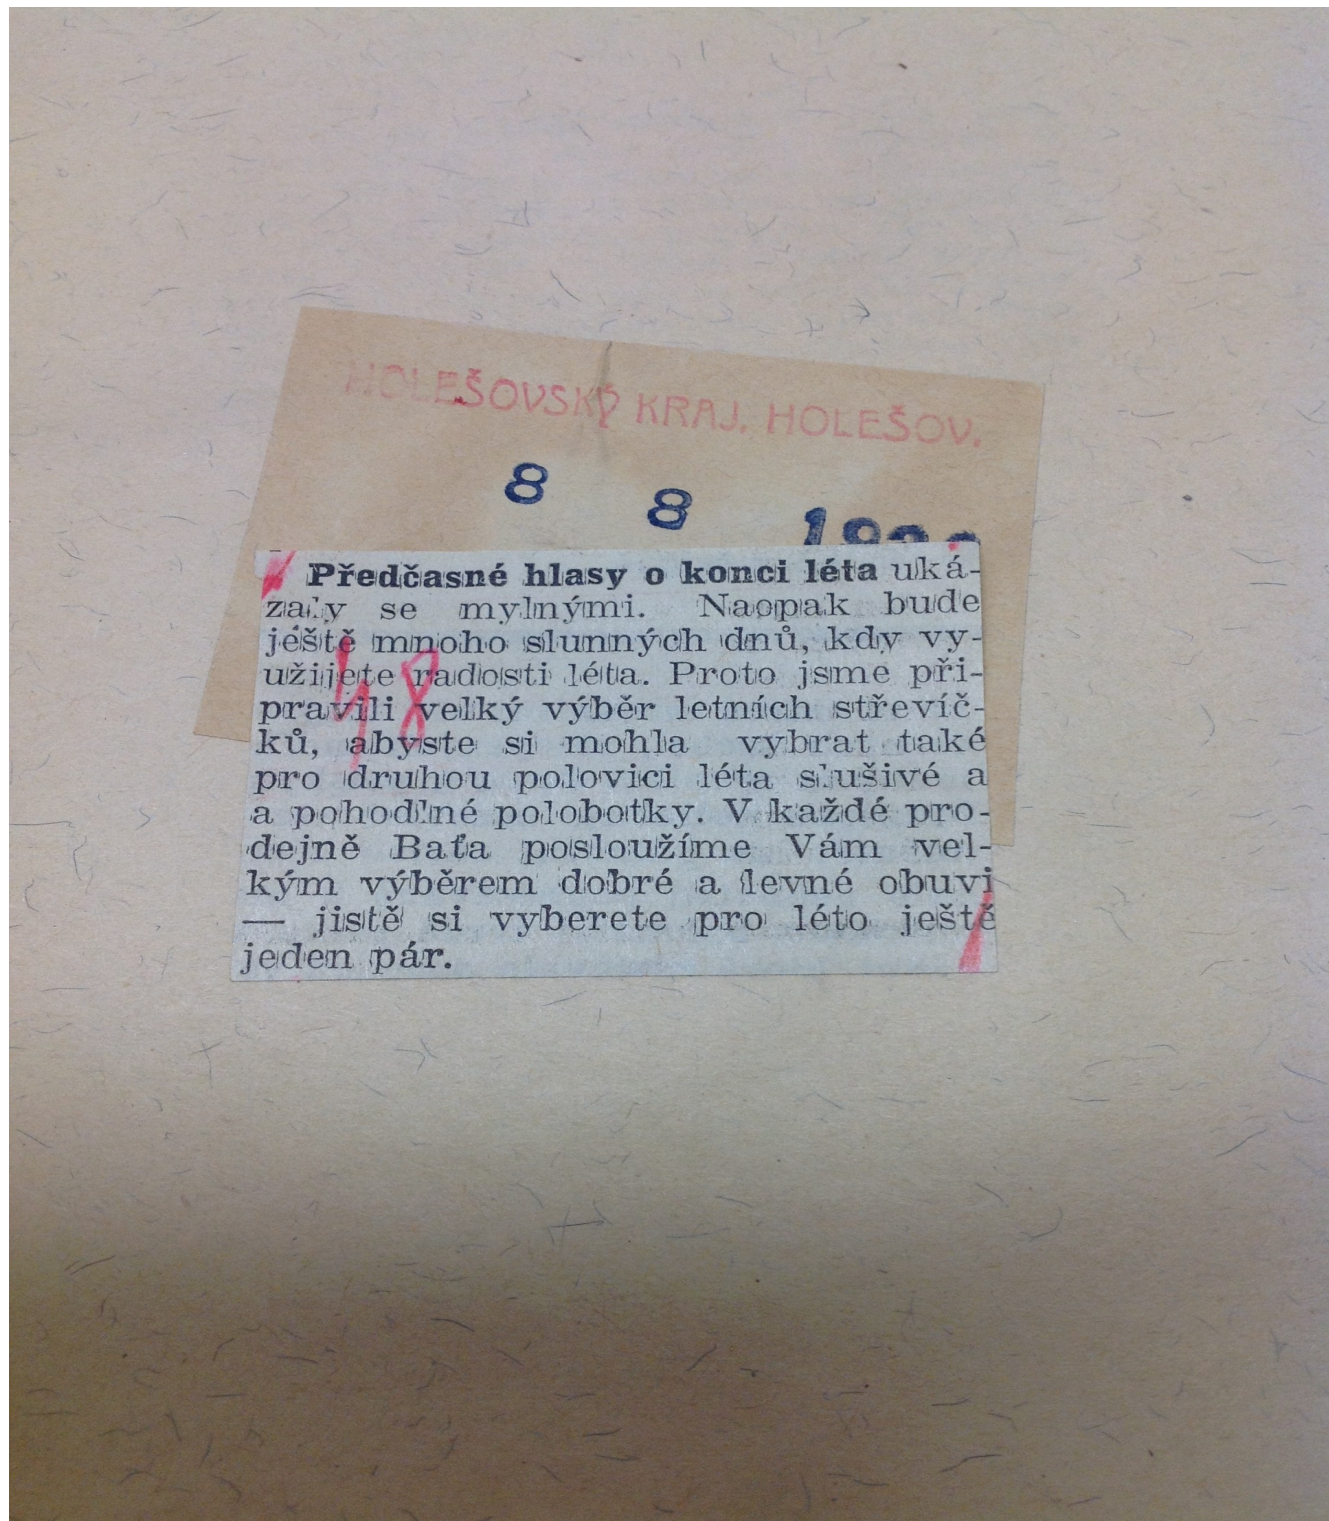 HOLEŠOVSKÝ KRAJ. HOLEŠOV.
8 8
Předčasné hlasy o konci léta uká-
zaly se mylnými. Naopak bude
ještě mnoho slunných dnů, kdy vy-
užijete radosti léta. Proto jsme při-
pravili velký výběr letních střevíč-
ků, abyste si mohla vybrat také
pro druhou polovici léta slušivé a
a pohodlné polobotky. V každé pro-
dejně Baťa posloužíme Vám vel-
kým výběrem dobré a levné obuvi
— jistě si vyberete pro léto ještě
jeden pár.
48